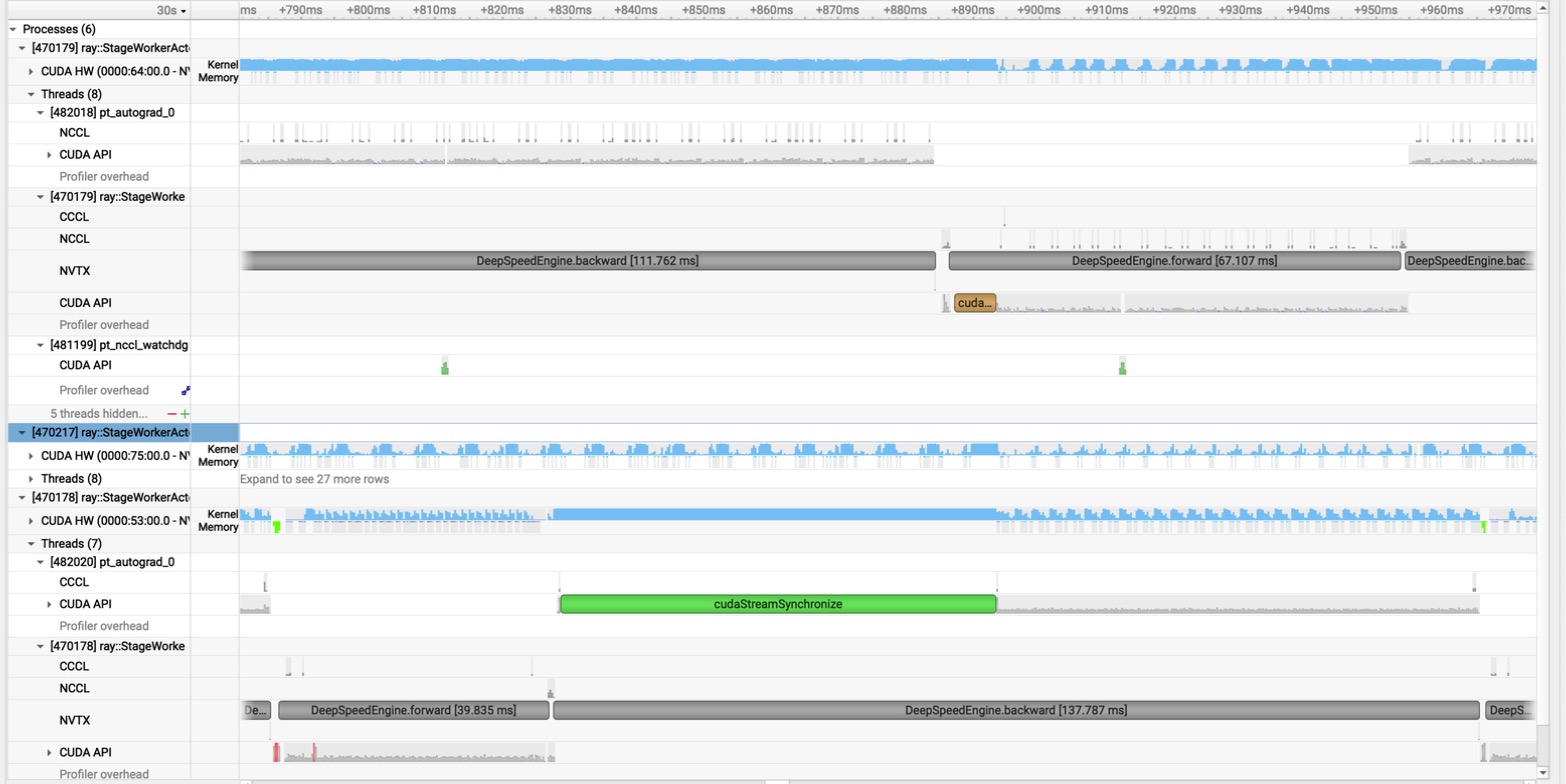 30s
ms +790ms +800ms +810ms +820ms +830ms +840ms +850ms +860ms +870ms +880ms +890ms +900ms +910ms +920ms +930ms +940ms +950ms +960ms +970ms
Processes (6)
[470179] ray::StageWorkerActo
CUDA HW (0000:64:00.0 - NV
Kernel
Memory
Threads (8)
[482018] pt_autograd_0
NCCL
CUDA API
Profiler overhead
[470179] ray::StageWorke
CCCL
NCCL
NVTX
DeepSpeedEngine.backward [111.762 ms]
DeepSpeedEngine.forward [67.107 ms]
DeepSpeedEngine.bac...
CUDA API
cuda...
Profiler overhead
[481199] pt_nccl_watchdg
CUDA API
Profiler overhead
5 threads hidden...
[470217] ray::StageWorkerActo
CUDA HW (0000:75:00.0 - NV
Kernel
Memory
Threads (8)
Expand to see 27 more rows
[470178] ray::StageWorkerActo
CUDA HW (0000:53:00.0 - NV
Kernel
Memory
Threads (7)
[482020] pt_autograd_0
CCCL
CUDA API
cudaStreamSynchronize
Profiler overhead
[470178] ray::StageWorke
CCCL
NCCL
NVTX
De...
DeepSpeedEngine.forward [39.835 ms]
DeepSpeedEngine.backward [137.787 ms]
DeepS...
CUDA API
Profiler overhead